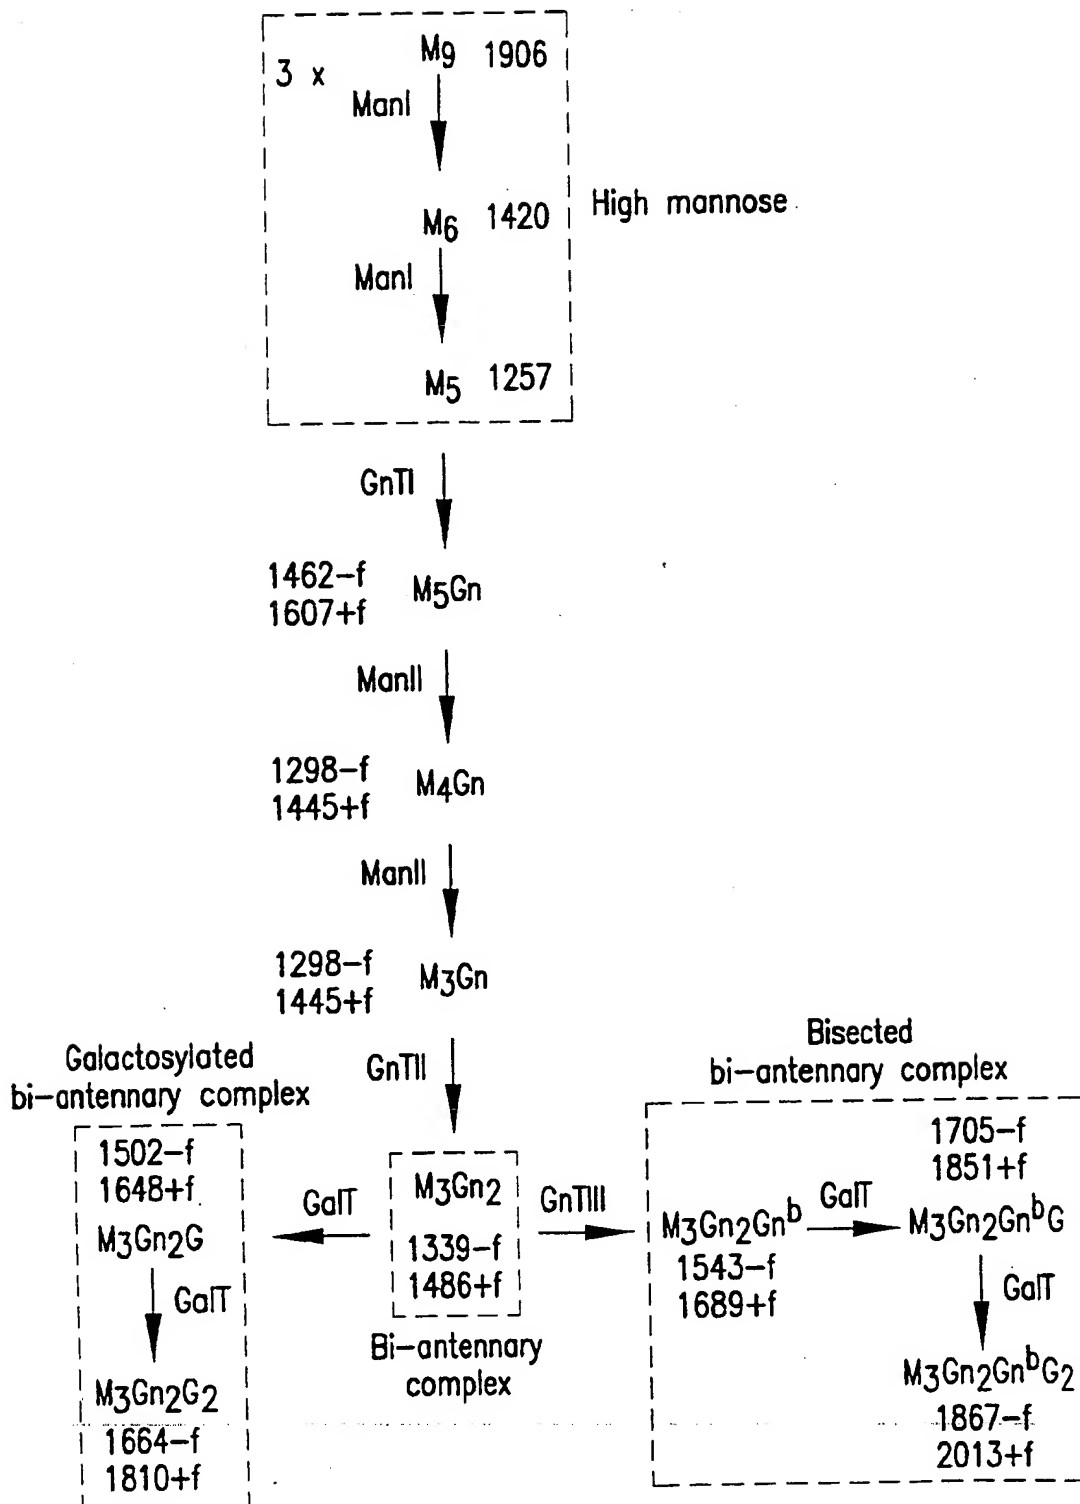 3 x
M9 1906
ManI
M6 1420
High mannose
ManI
M5 1257
GnTI
1462-f
1607+f
M5Gn
ManII
1298-f
1445+f
M4Gn
ManII
1298-f
1445+f
M3Gn
GnTII
Galactosylated
bi-antennary complex
1502-f
1648+f
M3Gn2G
GalT
M3Gn2G2
1664-f
1810+f
GalT
M3Gn2
1339-f
1486+f
Bi-antennary
complex
GnTIII
Bisected
bi-antennary complex
M3Gn2Gnb
1543-f
1689+f
GalT
1705-f
1851+f
M3Gn2GnbG
GalT
M3Gn2GnbG2
1867-f
2013+f